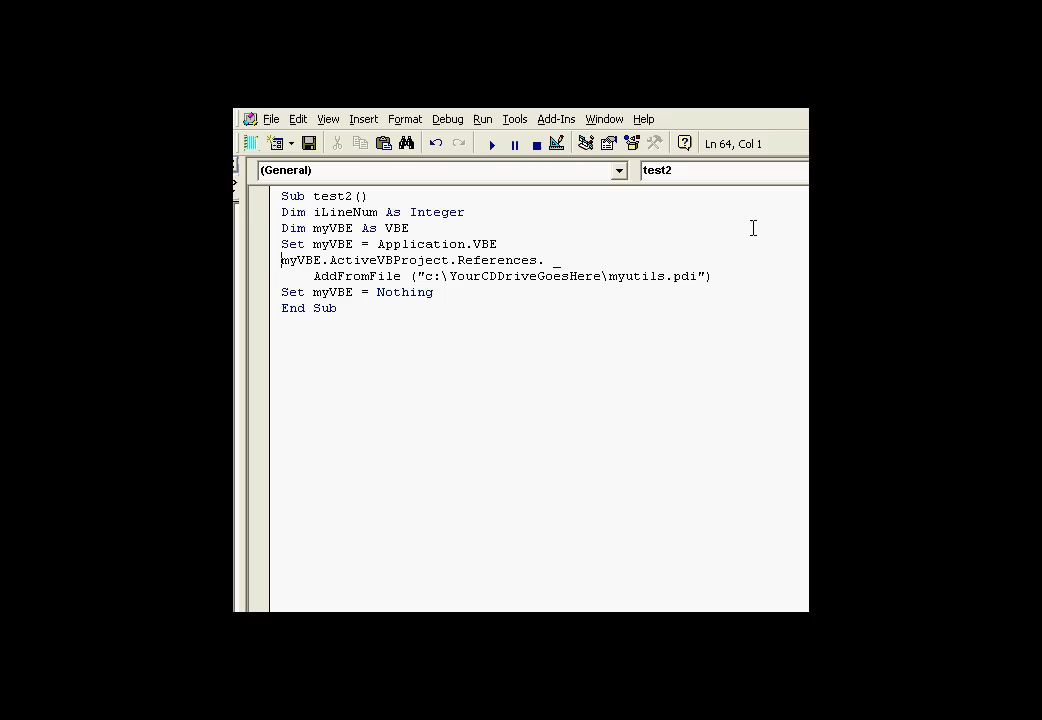 File Edit View Insert Format Debug Run Tools Add-Ins Window Help
Ln 64, Col 1
(General) test2
Sub test2()
Dim iLineNum As Integer
Dim myVBE As VBE
Set myVBE = Application.VBE
myVBE.ActiveVBProject.References. _
AddFromFile ("c:\YourCDDriveGoesHere\myutils.pdi")
Set myVBE = Nothing
End Sub